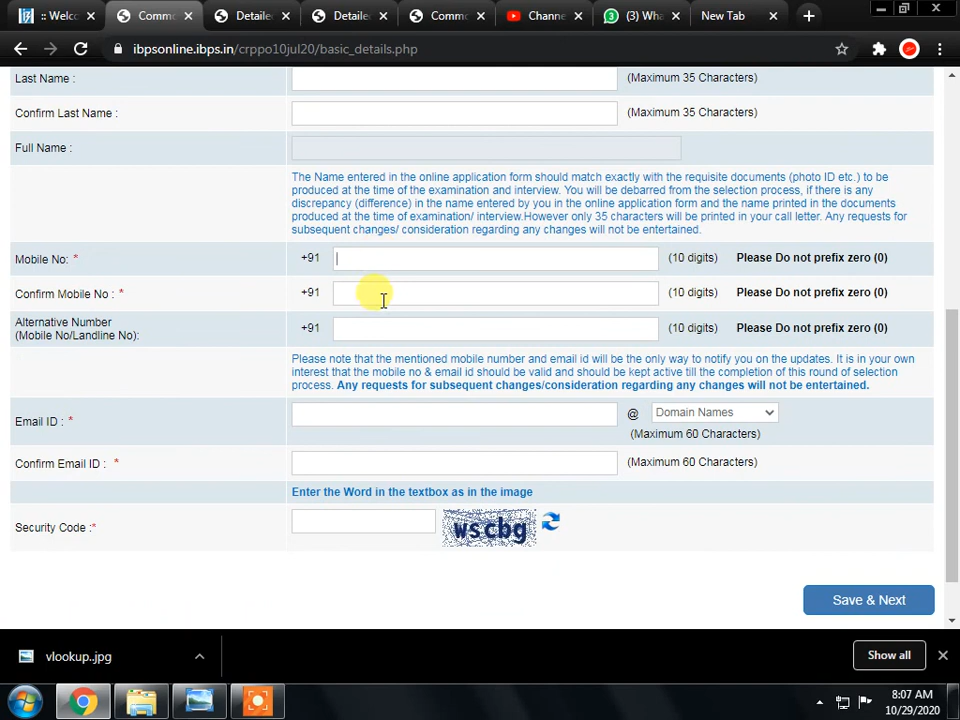 :: Welco
Commo
Detailed
Detailed
Commo
Channe
(3) Wha
New Tab
ibpsonline.ibps.in/crppo10jul20/basic_details.php
Last Name :
(Maximum 35 Characters)
Confirm Last Name :
(Maximum 35 Characters)
Full Name :
The Name entered in the online application form should match exactly with the requisite documents (photo ID etc.) to be
produced at the time of the examination and interview. You will be debarred from the selection process, if there is any
discrepancy (difference) in the name entered by you in the online application form and the name printed in the documents
produced at the time of examination/ interview.However only 35 characters will be printed in your call letter. Any requests for
subsequent changes/ consideration regarding any changes will not be entertained.
Mobile No: * +91 (10 digits) Please Do not prefix zero (0)
Confirm Mobile No : * +91 (10 digits) Please Do not prefix zero (0)
Alternative Number
(Mobile No/Landline No): +91 (10 digits) Please Do not prefix zero (0)
Please note that the mentioned mobile number and email id will be the only way to notify you on the updates. It is in your own
interest that the mobile no & email id should be valid and should be kept active till the completion of this round of selection
process. Any requests for subsequent changes/consideration regarding any changes will not be entertained.
Email ID : * @ Domain Names
(Maximum 60 Characters)
Confirm Email ID : * (Maximum 60 Characters)
Enter the Word in the textbox as in the image
Security Code :* wscbg
Save & Next
vlookup..jpg
Show all
8:07 AM
10/29/2020